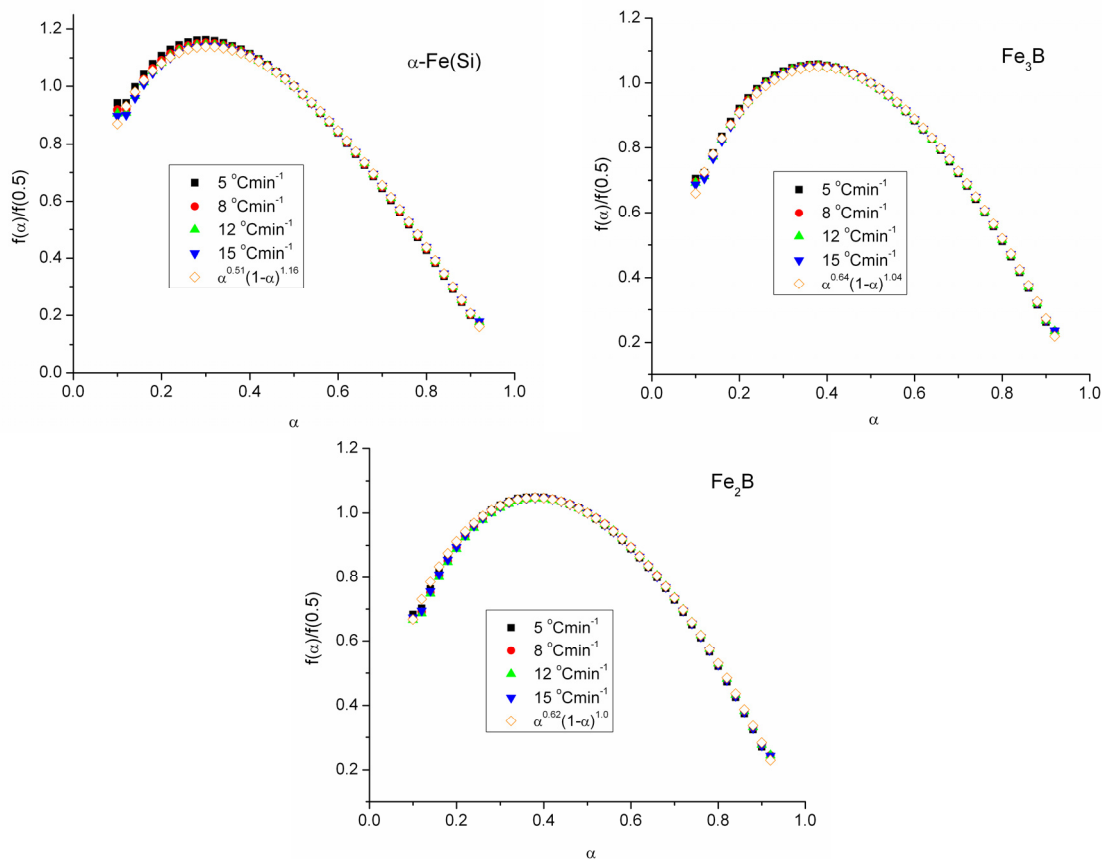 α-Fe(Si)
1.2
1.0
0.8
0.6
0.4
0.2
0.0
f(α)/f(0.5)
5 °Cmin⁻¹
8 °Cmin⁻¹
12 °Cmin⁻¹
15 °Cmin⁻¹
α^0.51(1-α)^1.16
0.0 0.2 0.4 0.6 0.8 1.0
α
Fe₃B
1.2
1.0
0.8
0.6
0.4
0.2
f(α)/f(0.5)
5 °Cmin⁻¹
8 °Cmin⁻¹
12 °Cmin⁻¹
15 °Cmin⁻¹
α^0.64(1-α)^1.04
0.0 0.2 0.4 0.6 0.8 1.0
α
Fe₂B
1.2
1.0
0.8
0.6
0.4
0.2
f(α)/f(0.5)
5 °Cmin⁻¹
8 °Cmin⁻¹
12 °Cmin⁻¹
15 °Cmin⁻¹
α^0.62(1-α)^1.0
0.0 0.2 0.4 0.6 0.8 1.0
α